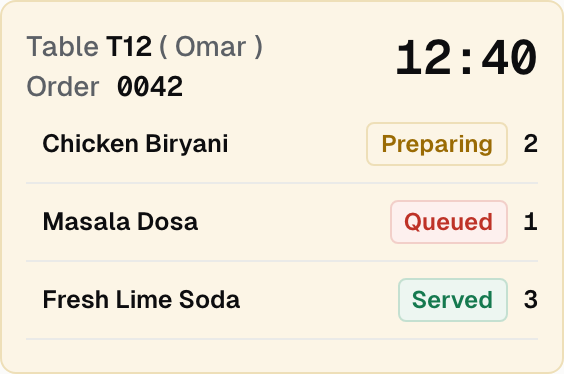 Table T12 ( Omar )
12:40
Order 0042
Chicken Biryani Preparing 2
Masala Dosa Queued 1
Fresh Lime Soda Served 3